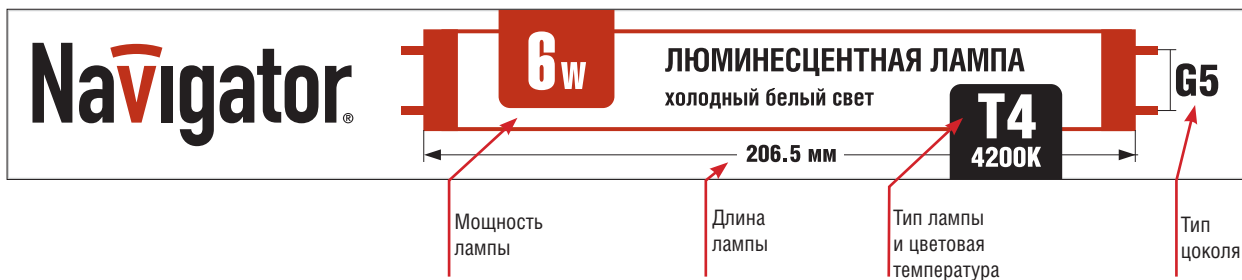 Navigator®
6W
ЛЮМИНЕСЦЕНТНАЯ ЛАМПА
холодный белый свет
T4
4200K
G5
206.5 мм
Мощность
лампы
Длина
лампы
Тип лампы
и цветовая
температура
Тип
цоколя